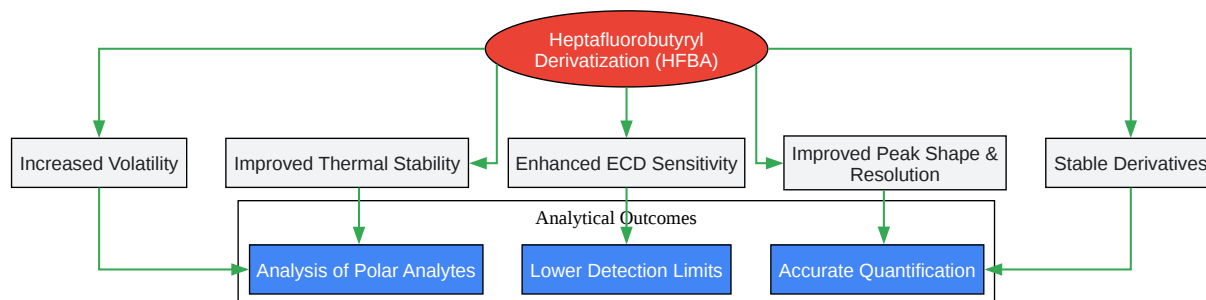 Heptafluorobutyryl
Derivatization (HFBA)
Increased Volatility
Improved Thermal Stability
Enhanced ECD Sensitivity
Improved Peak Shape &
Resolution
Stable Derivatives
Analytical Outcomes
Analysis of Polar Analytes
Lower Detection Limits
Accurate Quantification